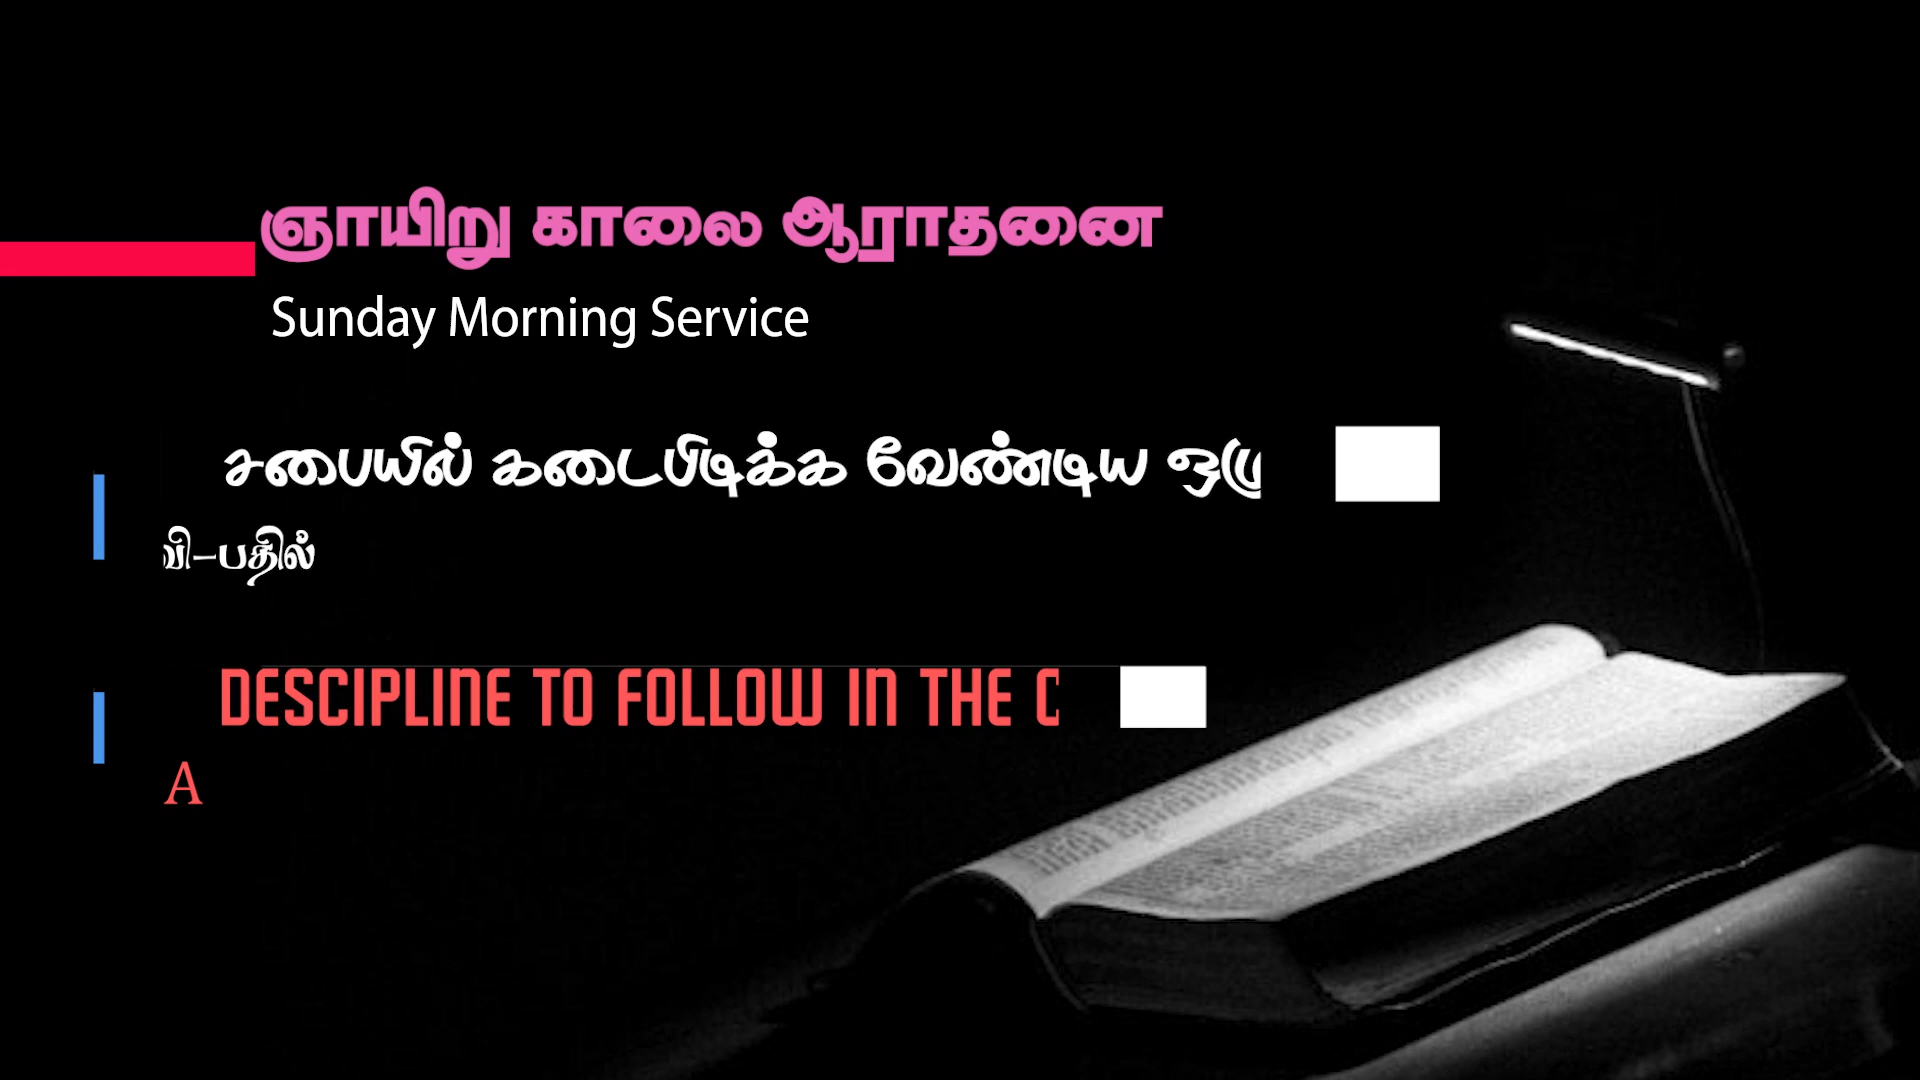 ஞாயிறு காலை ஆராதனை
Sunday Morning Service
சபையில் கடைபிடிக்க வேண்டிய
பதில்
DESCIPLINE TO FOLLOW IN THE C
A